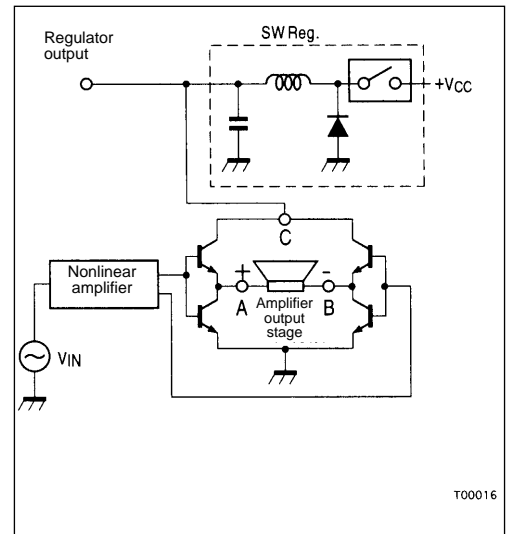 SW Reg.
Regulator
output
+VCC
C
Nonlinear
amplifier
+
-
A
Amplifier
output
stage
B
VIN
T00016